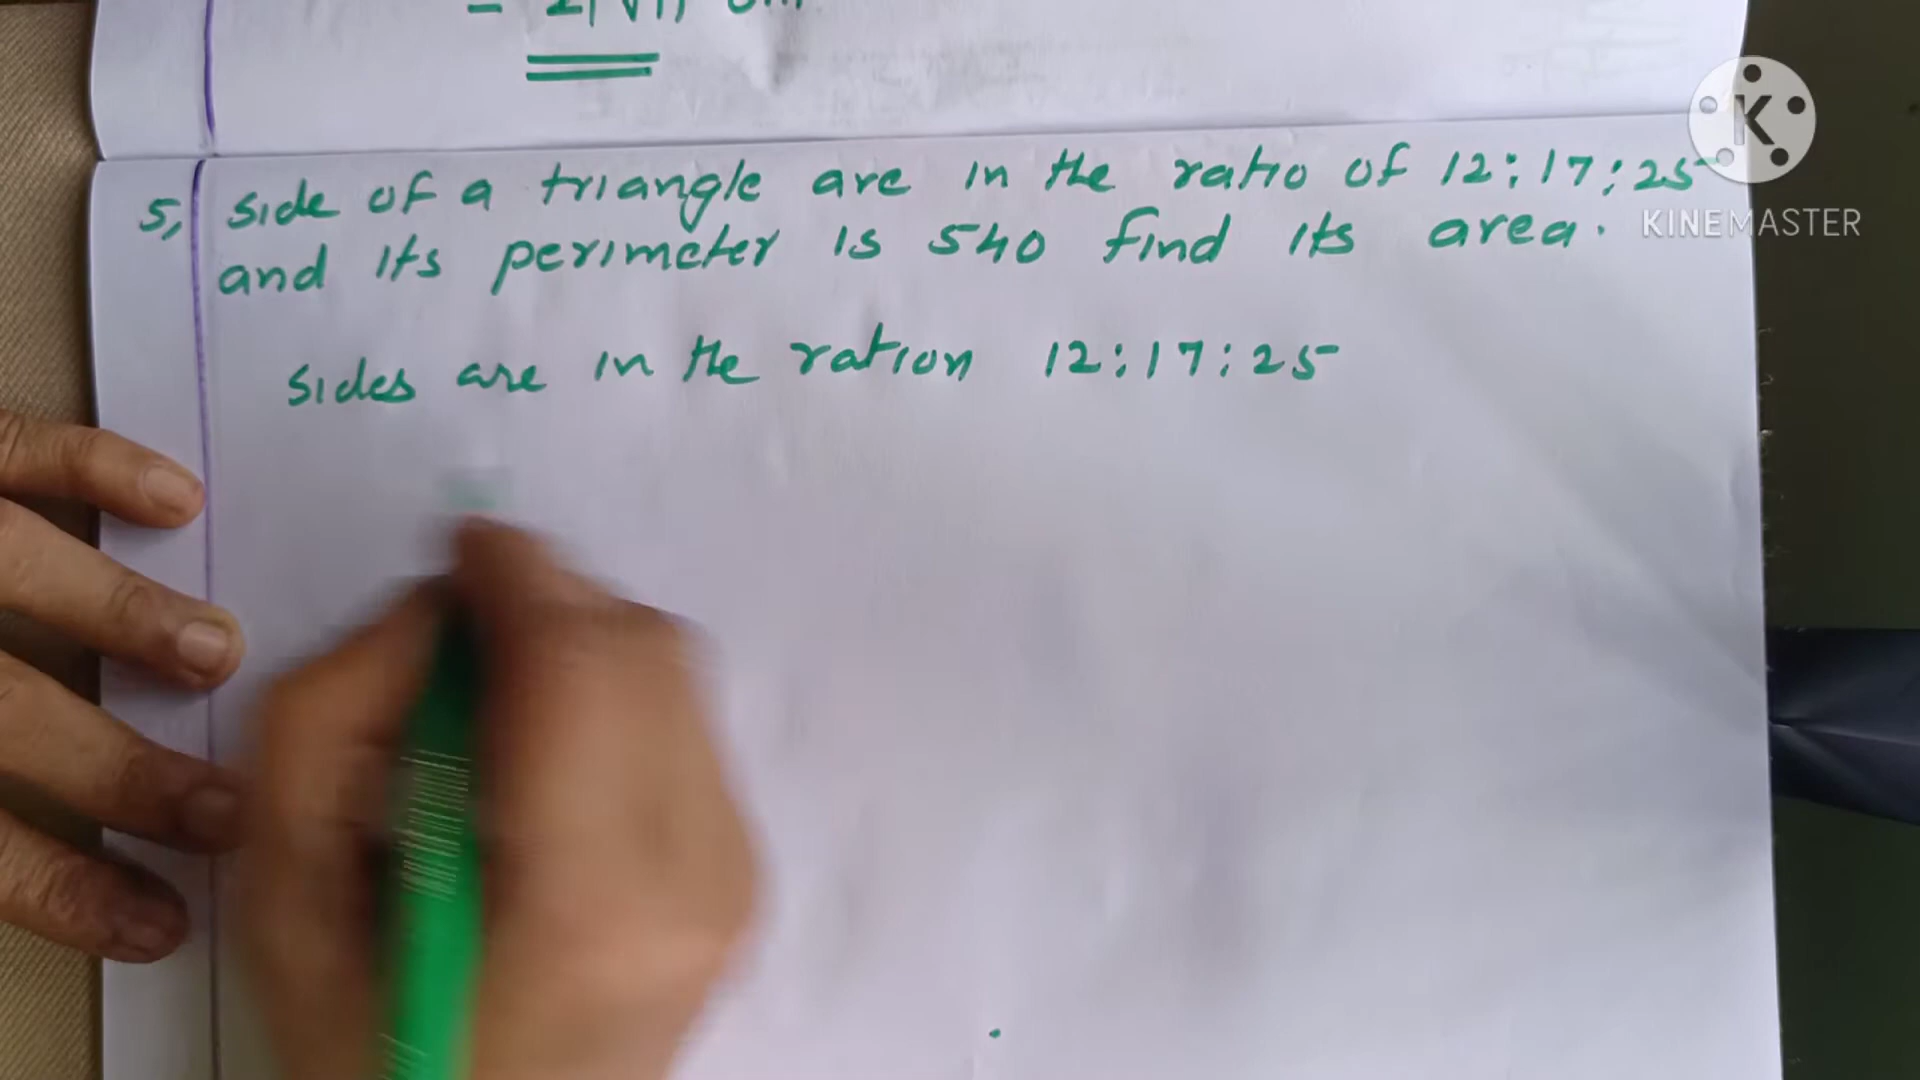 5, side of a triangle are in the ratio of 12:17:25
and its perimeter is 540 find its area.
sides are in the ration 12:17:25
K
KINEMASTER